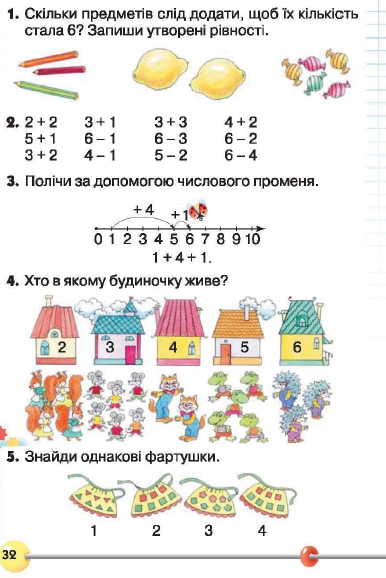 1. Скільки предметів слід додати, щоб їх кількість
стала 6? Запиши утворені рівності.
2. 2 + 2 3 + 1 3 + 3 4 + 2
5 + 1 6 – 1 6 – 3 6 – 2
3 + 2 4 – 1 5 – 2 6 – 4
3. Полічи за допомогою числового променя.
+ 4 + 1
0 1 2 3 4 5 6 7 8 9 10
1 + 4 + 1.
4. Хто в якому будиночку живе?
2 3 4 5 6
5. Знайди однакові фартушки.
1 2 3 4
32